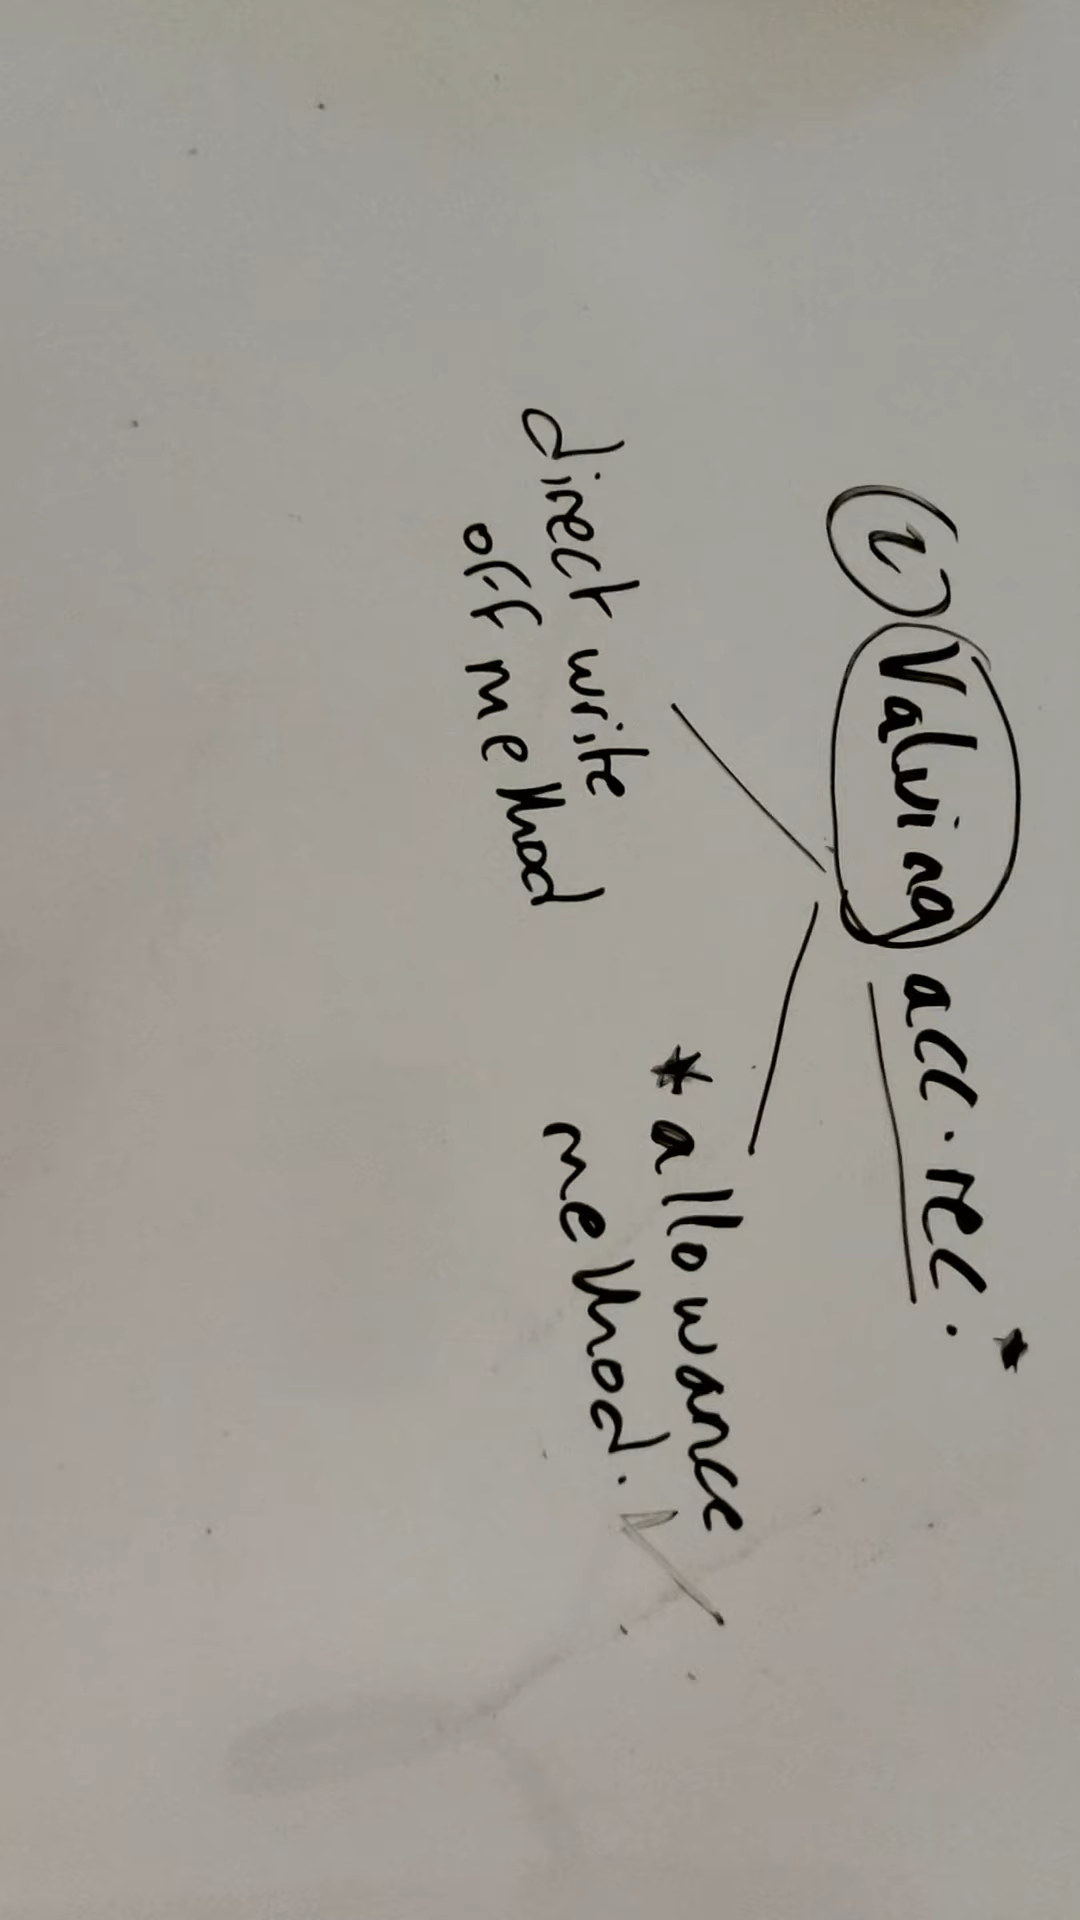 ② Valuing acc. rec. *
direct write
off method
* allowance
method.